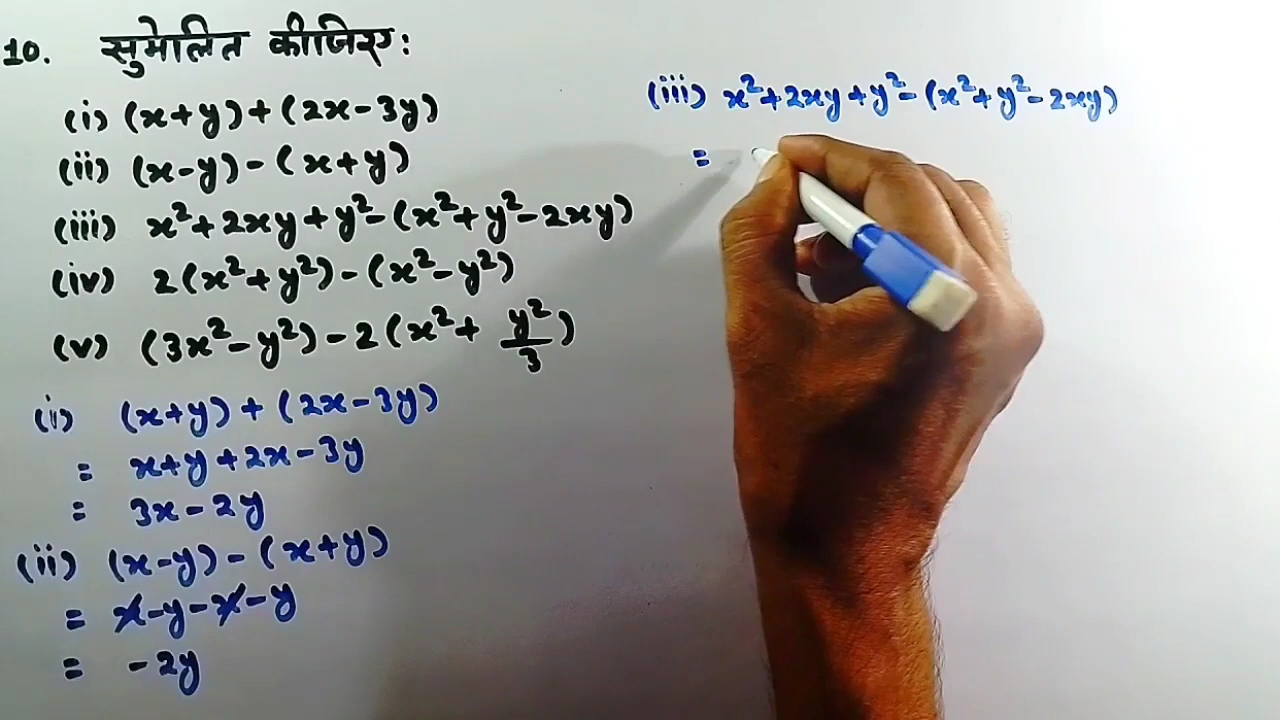 10. सुमेलित कीजिए:
(i) (x+y)+(2x-3y)
(ii) (x-y)-(x+y)
(iii) x²+2xy+y²-(x²+y²-2xy)
(iv) 2(x²+y²)-(x²-y²)
(v) (3x²-y²)-2(x²+ y²/3)
(i) (x+y)+(2x-3y)
= x+y+2x-3y
= 3x-2y
(ii) (x-y)-(x+y)
= x-y-x-y
= -2y
(iii) x²+2xy+y²-(x²+y²-2xy)
=